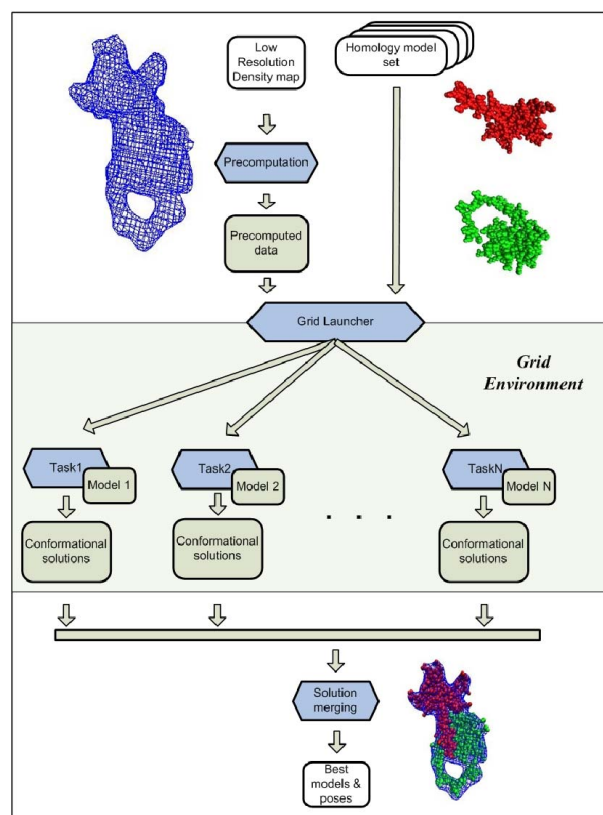 Low
Resolution
Density map
Homology model
set
Precomputation
Precomputed
data
Grid Launcher
Grid
Environment
Task1
Model 1
Task2
Model 2
. . .
TaskN
Model N
Conformational
solutions
Conformational
solutions
Conformational
solutions
Solution
merging
Best
models &
poses